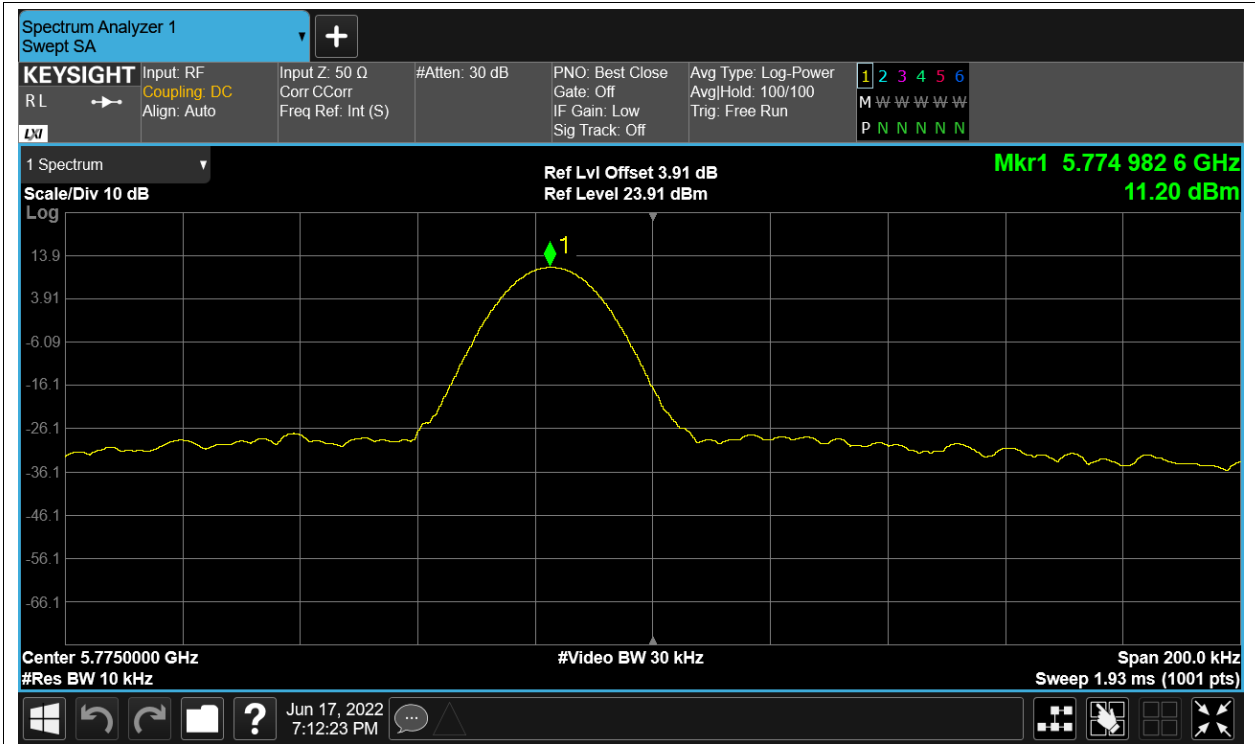 Spectrum Analyzer 1
Swept SA
KEYSIGHT
R L
LXI
Input: RF
Coupling: DC
Align: Auto
Input Z: 50 Ω
Corr CCorr
Freq Ref: Int (S)
#Atten: 30 dB
PNO: Best Close
Gate: Off
IF Gain: Low
Sig Track: Off
Avg Type: Log-Power
Avg|Hold: 100/100
Trig: Free Run
1 2 3 4 5 6
M W W W W W
P N N N N N
1 Spectrum
Scale/Div 10 dB
Log
Ref Lvl Offset 3.91 dB
Ref Level 23.91 dBm
Mkr1 5.774 982 6 GHz
11.20 dBm
1
13.9
3.91
-6.09
-16.1
-26.1
-36.1
-46.1
-56.1
-66.1
Center 5.7750000 GHz
#Res BW 10 kHz
#Video BW 30 kHz
Span 200.0 kHz
Sweep 1.93 ms (1001 pts)
?
Jun 17, 2022
7:12:23 PM